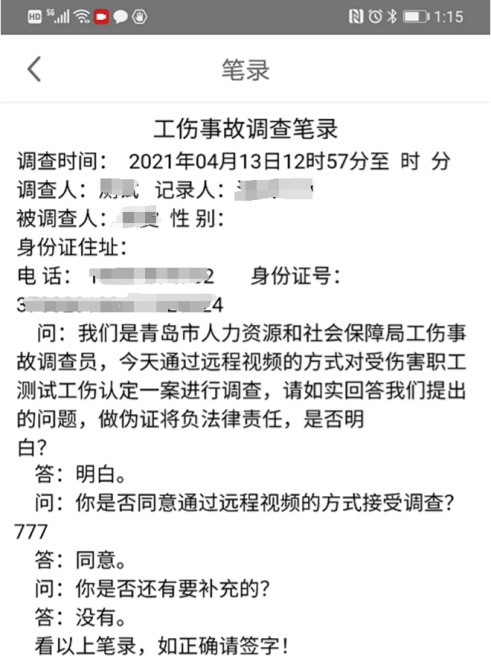 HD 5G 1:15
笔录
工伤事故调查笔录
调查时间： 2021年04月13日12时57分至 时 分
调查人： 记录人：
被调查人： 性别：
身份证住址：
电 话： 2 身份证号：
3 4
问：我们是青岛市人力资源和社会保障局工伤事
故调查员，今天通过远程视频的方式对受伤害职工
测试工伤认定一案进行调查，请如实回答我们提出
的问题，做伪证将负法律责任，是否明
白？
答：明白。
问：你是否同意通过远程视频的方式接受调查？
777
答：同意。
问：你是否还有要补充的？
答：没有。
看以上笔录，如正确请签字！